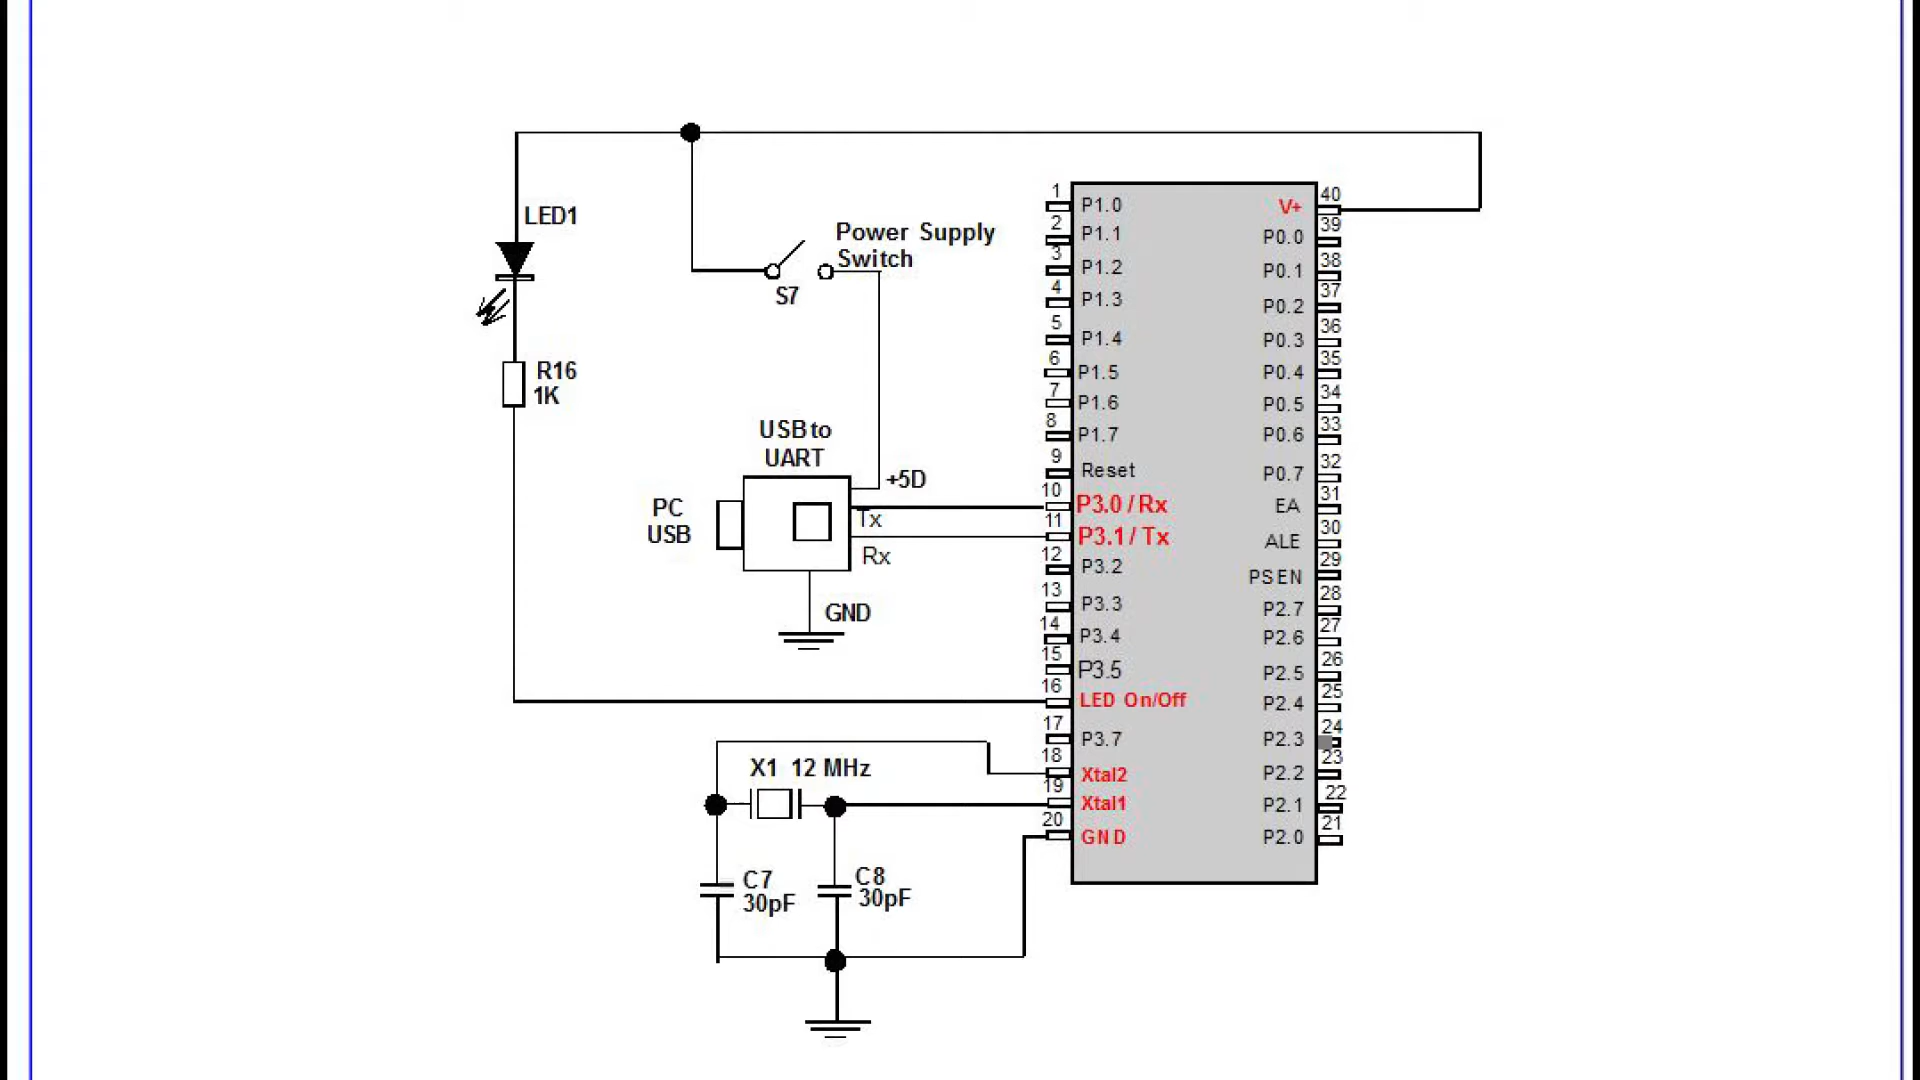 LED1
Power Supply
Switch
S7
R16
1K
USB to
UART
+5D
PC
USB
Tx
Rx
GND
X1 12 MHz
C7
30pF
C8
30pF
1 P1.0
2 P1.1
3 P1.2
4 P1.3
5 P1.4
6 P1.5
7 P1.6
8 P1.7
9 Reset
10 P3.0 / Rx
11 P3.1 / Tx
12 P3.2
13 P3.3
14 P3.4
15 P3.5
16 LED On/Off
17 P3.7
18 Xtal2
19 Xtal1
20 GND
V+ 40
P0.0 39
P0.1 38
P0.2 37
P0.3 36
P0.4 35
P0.5 34
P0.6 33
P0.7 32
EA 31
ALE 30
PSEN 29
P2.7 28
P2.6 27
P2.5 26
P2.4 25
P2.3 24
P2.2 23
P2.1 22
P2.0 21